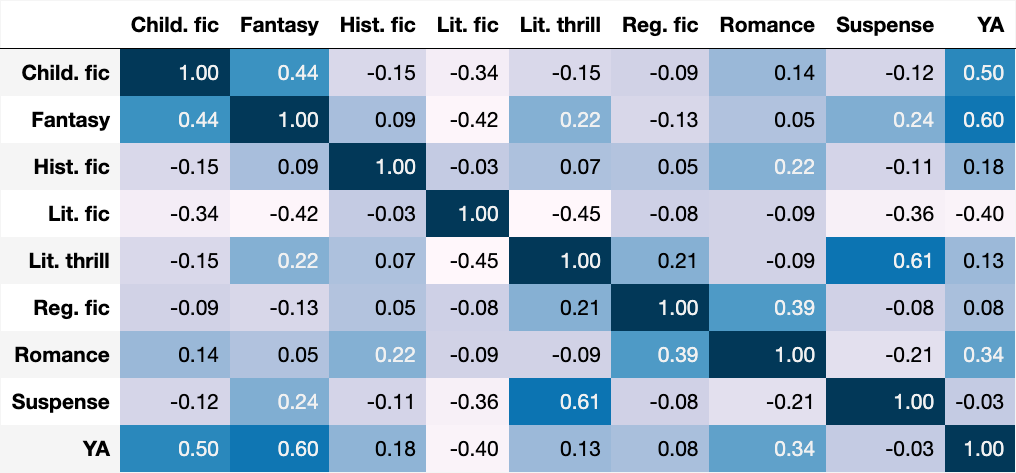 Child. fic Fantasy Hist. fic Lit. fic Lit. thrill Reg. fic Romance Suspense YA
Child. fic 1.00 0.44 -0.15 -0.34 -0.15 -0.09 0.14 -0.12 0.50
Fantasy 0.44 1.00 0.09 -0.42 0.22 -0.13 0.05 0.24 0.60
Hist. fic -0.15 0.09 1.00 -0.03 0.07 0.05 0.22 -0.11 0.18
Lit. fic -0.34 -0.42 -0.03 1.00 -0.45 -0.08 -0.09 -0.36 -0.40
Lit. thrill -0.15 0.22 0.07 -0.45 1.00 0.21 -0.09 0.61 0.13
Reg. fic -0.09 -0.13 0.05 -0.08 0.21 1.00 0.39 -0.08 0.08
Romance 0.14 0.05 0.22 -0.09 -0.09 0.39 1.00 -0.21 0.34
Suspense -0.12 0.24 -0.11 -0.36 0.61 -0.08 -0.21 1.00 -0.03
YA 0.50 0.60 0.18 -0.40 0.13 0.08 0.34 -0.03 1.00